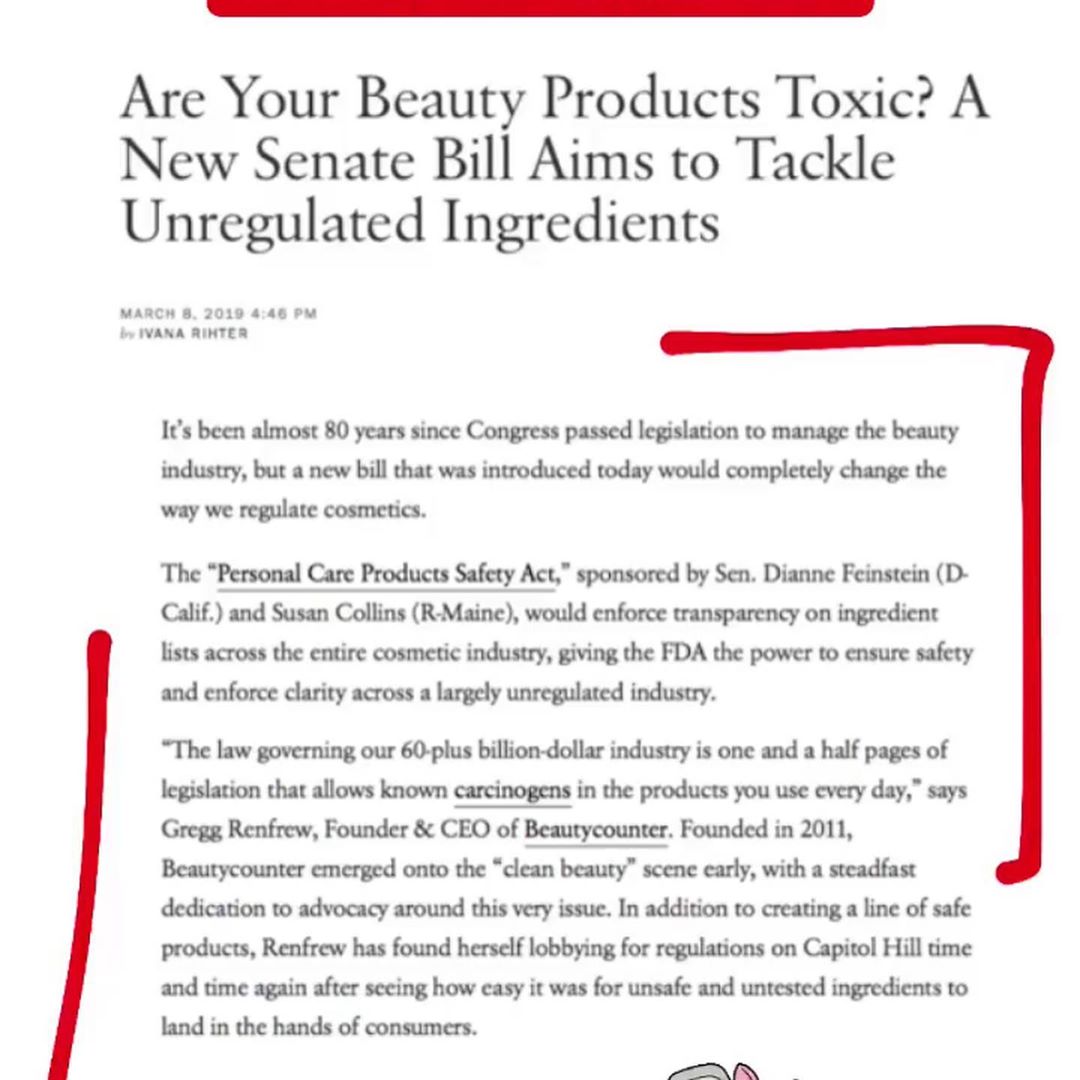 Are Your Beauty Products Toxic? A
New Senate Bill Aims to Tackle
Unregulated Ingredients
MARCH 8, 2019 4:46 PM
by IVANA RIHTER
It's been almost 80 years since Congress passed legislation to manage the beauty
industry, but a new bill that was introduced today would completely change the
way we regulate cosmetics.
The “Personal Care Products Safety Act,” sponsored by Sen. Dianne Feinstein (D-
Calif.) and Susan Collins (R-Maine), would enforce transparency on ingredient
lists across the entire cosmetic industry, giving the FDA the power to ensure safety
and enforce clarity across a largely unregulated industry.
“The law governing our 60-plus billion-dollar industry is one and a half pages of
legislation that allows known carcinogens in the products you use every day,” says
Gregg Renfrew, Founder & CEO of Beautycounter. Founded in 2011,
Beautycounter emerged onto the “clean beauty” scene early, with a steadfast
dedication to advocacy around this very issue. In addition to creating a line of safe
products, Renfrew has found herself lobbying for regulations on Capitol Hill time
and time again after seeing how easy it was for unsafe and untested ingredients to
land in the hands of consumers.